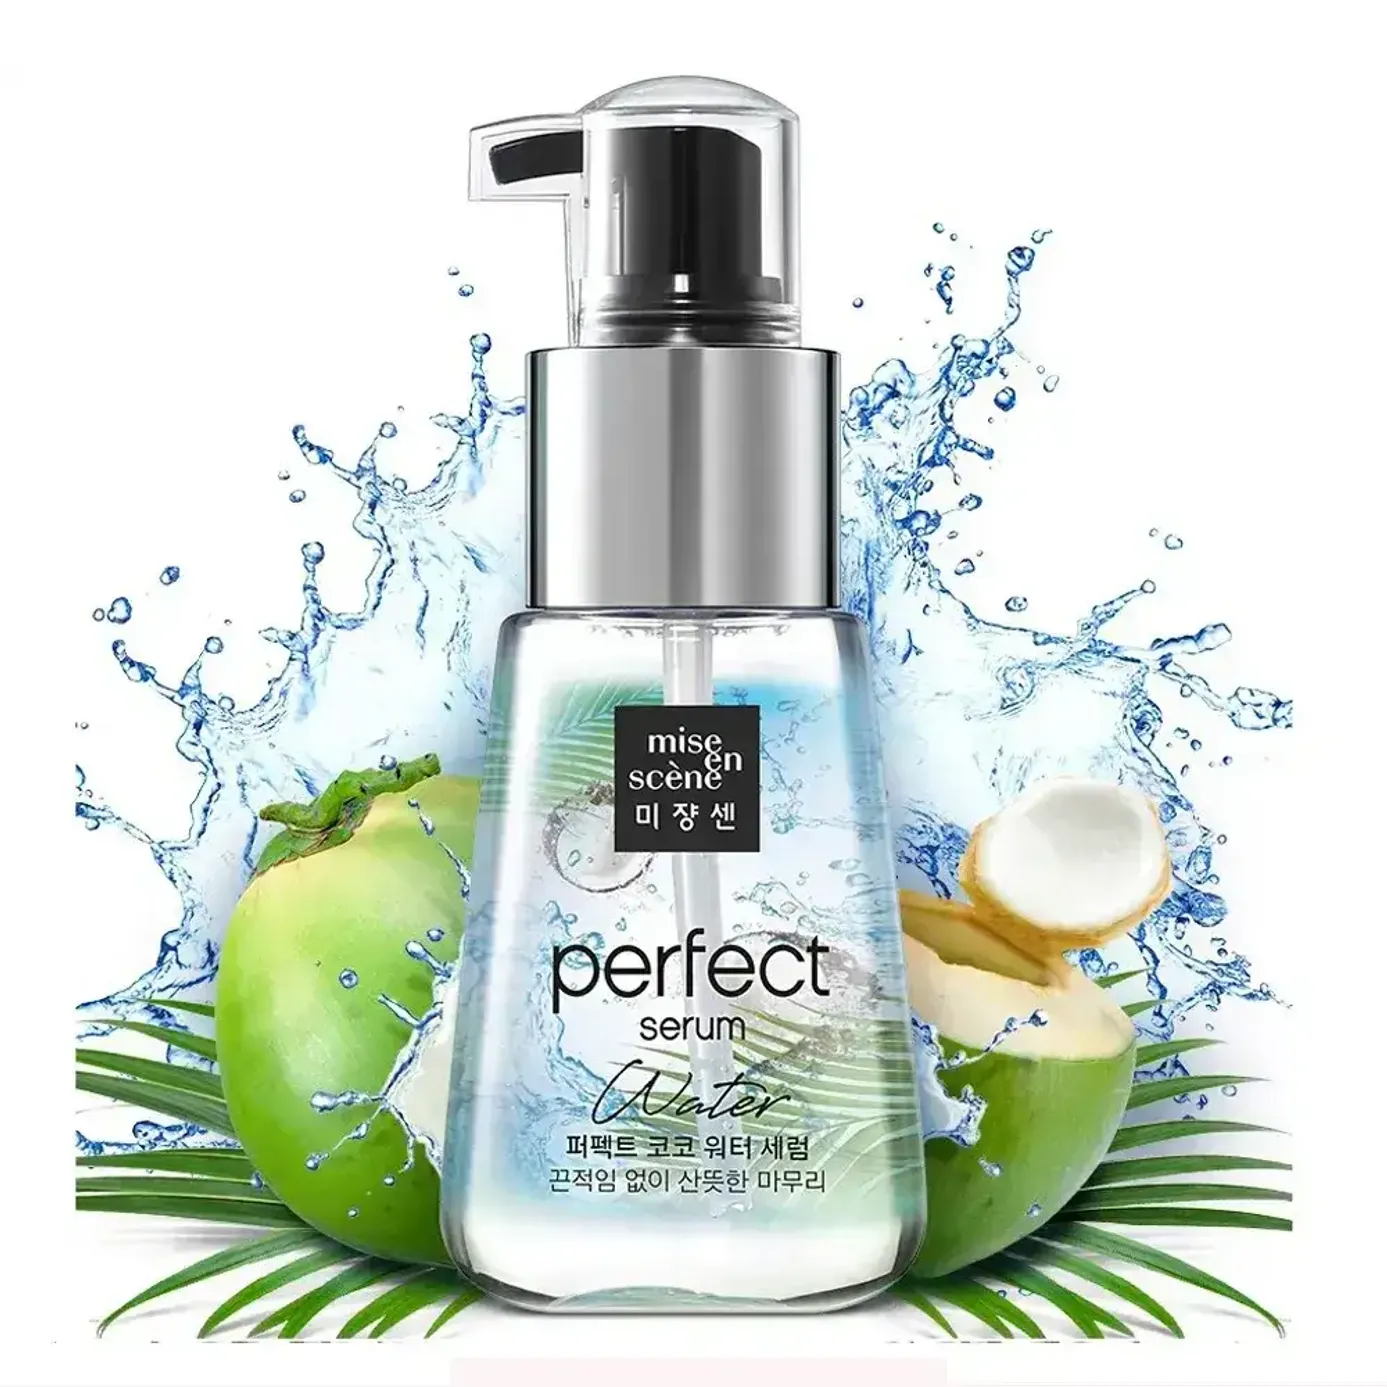 mise
en
scène
미쟝센
perfect
serum
Water
퍼펙트 코코 워터 세럼
끈적임 없이 산뜻한 마무리